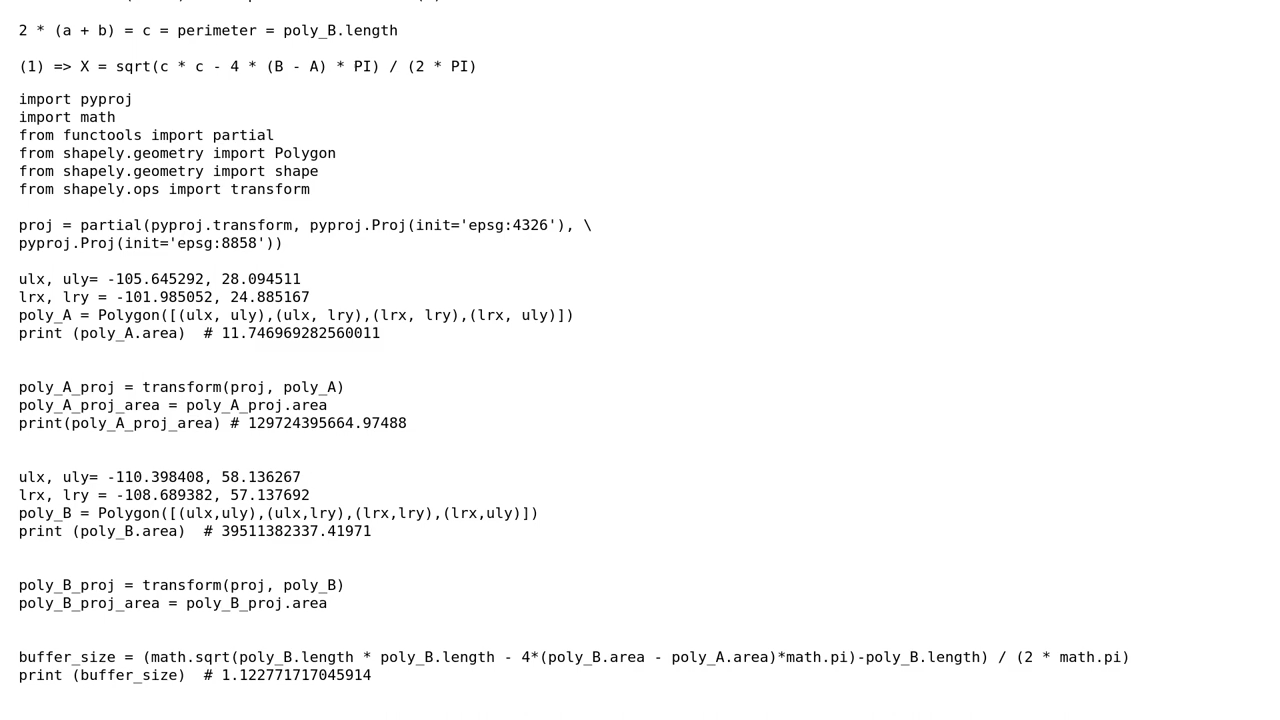 2 * (a + b) = c = perimeter = poly_B.length
(1) => X = sqrt(c * c - 4 * (B - A) * PI) / (2 * PI)
import pyproj
import math
from functools import partial
from shapely.geometry import Polygon
from shapely.geometry import shape
from shapely.ops import transform
proj = partial(pyproj.transform, pyproj.Proj(init='epsg:4326'), \
pyproj.Proj(init='epsg:8858'))
ulx, uly= -105.645292, 28.094511
lrx, lry = -101.985052, 24.885167
poly_A = Polygon([(ulx, uly),(ulx, lry),(lrx, lry),(lrx, uly)])
print (poly_A.area)  # 11.746969282560011
poly_A_proj = transform(proj, poly_A)
poly_A_proj_area = poly_A_proj.area
print(poly_A_proj_area) # 129724395664.97488
ulx, uly= -110.398408, 58.136267
lrx, lry = -108.689382, 57.137692
poly_B = Polygon([(ulx,uly),(ulx,lry),(lrx,lry),(lrx,uly)])
print (poly_B.area)  # 39511382337.41971
poly_B_proj = transform(proj, poly_B)
poly_B_proj_area = poly_B_proj.area
buffer_size = (math.sqrt(poly_B.length * poly_B.length - 4*(poly_B.area - poly_A.area)*math.pi)-poly_B.length) / (2 * math.pi)
print (buffer_size)  # 1.122771717045914